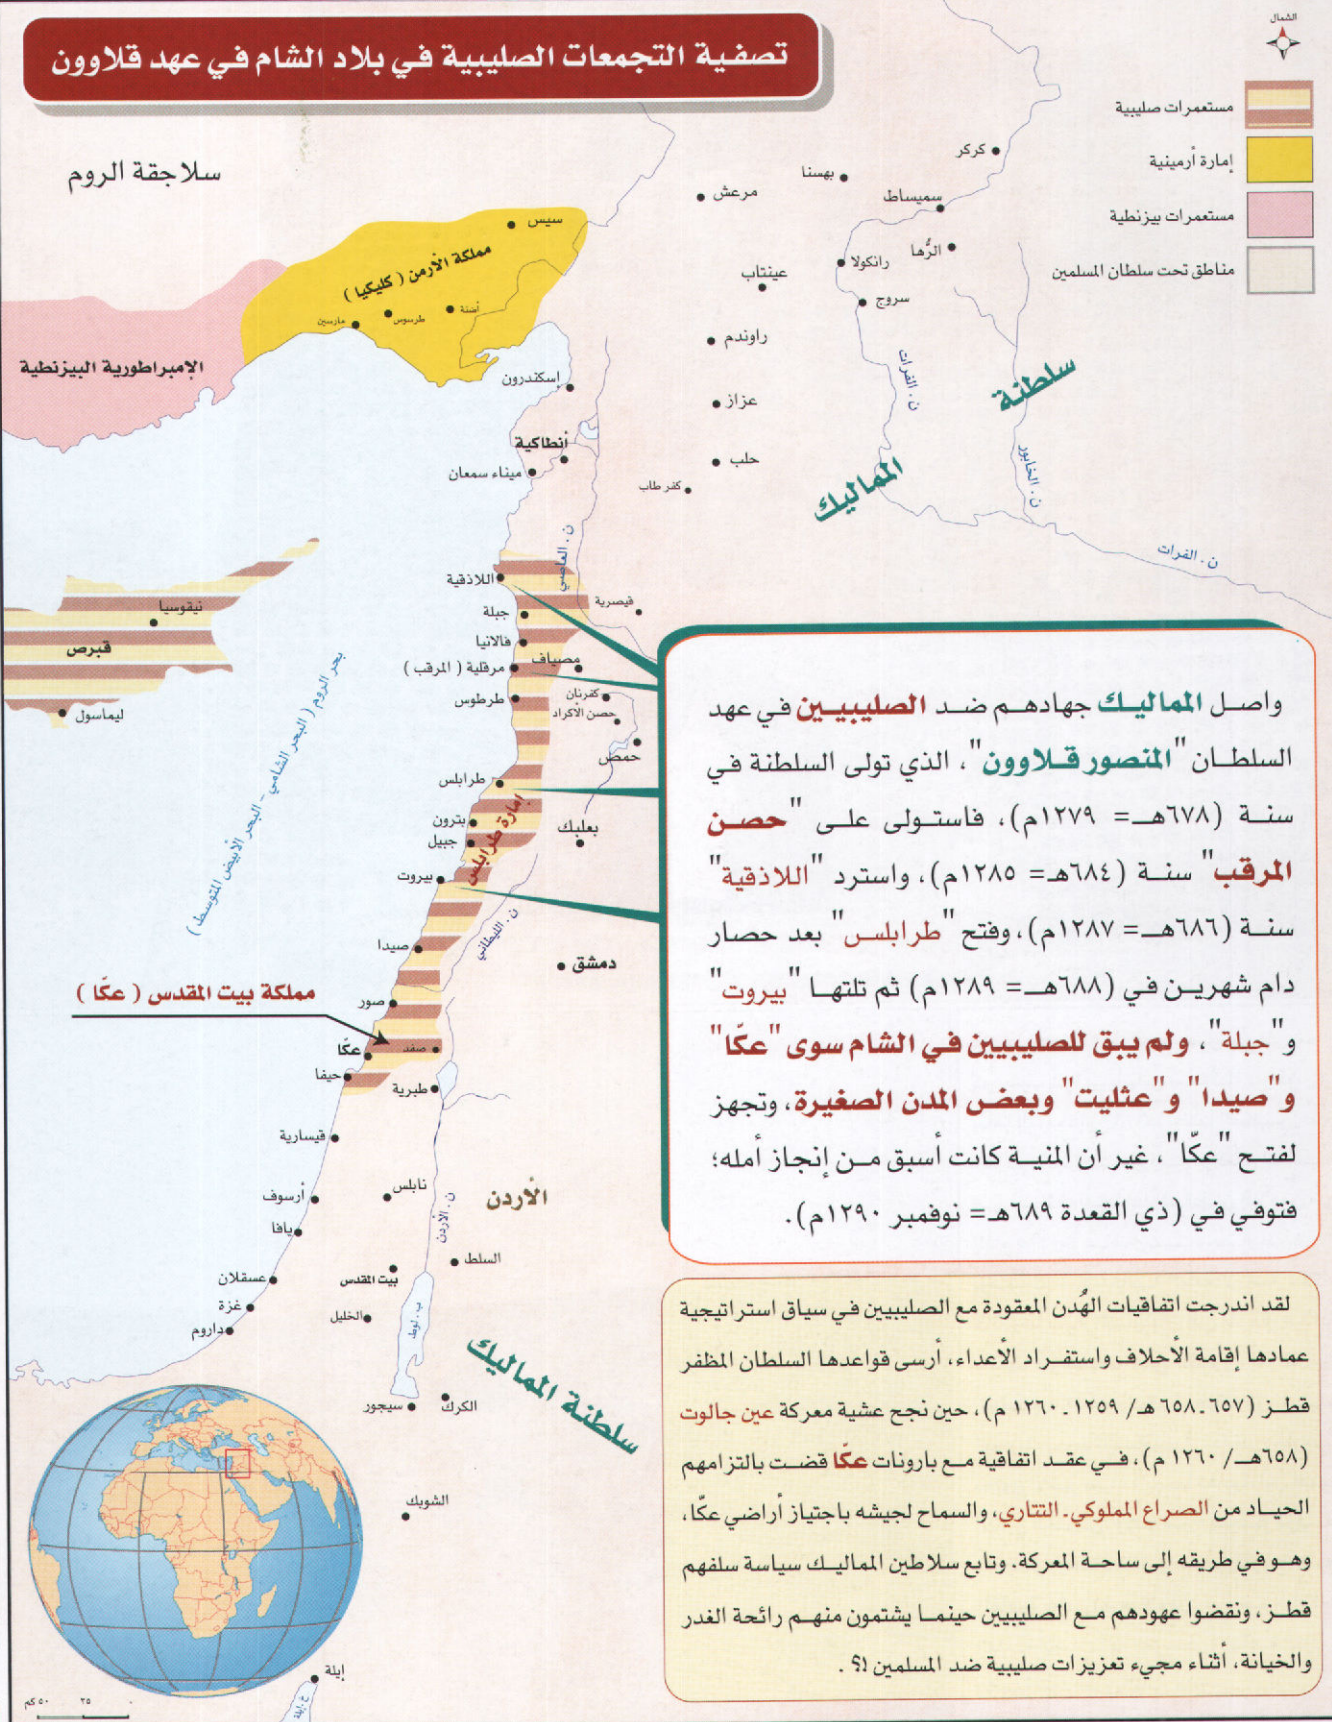 تصفية التجمعات الصليبية في بلاد الشام في عهد قلاوون
الشمال
مستعمرات صليبية
إمارة أرمينية
مستعمرات بيزنطية
مناطق تحت سلطان المسلمين
سلاجقة الروم
كركر
بهسنا
مرعش
سميساط
الرُّها
رانكولا
سروج
عينتاب
راوندم
عزاز
حلب
كفر طاب
ن. الفرات
ن. الخابور
ن. الفرات
سلطنة
المماليك
سيس
مملكة الأرمن ( كليكيا )
أضنة
طرسوس
مارسين
الإمبراطورية البيزنطية
إسكندرون
أنطاكية
ميناء سمعان
ن. العاصي
اللاذقية
قيصرية
جبلة
فالانيا
مصياف
مرقلية ( المرقب )
كفرنان
طرطوس
حصن الأكراد
حمص
نيقوسيا
قبرص
ليماسول
بحر الروم ( البحر الشامي - البحر الأبيض المتوسط )
طرابلس
إمارة طرابلس
بترون
جبيل
بعلبك
بيروت
ن. الليطاني
صيدا
دمشق
مملكة بيت المقدس ( عكّا )
صور
صفد
عكّا
حيفا
طبرية
قيسارية
نابلس
الأردن
أرسوف
ن. الأردن
يافا
السلط
عسقلان
بيت المقدس
غزة
الخليل
داروم
ب. لوط
سلطنة المماليك
الكرك
سيجور
الشوبك
إيلة
خ. إيلة
٢٥
٥٠ كم
واصل المماليك جهادهم ضد الصليبيين في عهد
السلطان "المنصور قلاوون"، الذي تولى السلطنة في
سنة (٦٧٨هـ = ١٢٧٩م)، فاستولى على "حصن
المرقب" سنة (٦٨٤هـ = ١٢٨٥م)، واسترد "اللاذقية"
سنة (٦٨٦هـ = ١٢٨٧م)، وفتح "طرابلس" بعد حصار
دام شهرين في (٦٨٨هـ = ١٢٨٩م) ثم تلتها "بيروت"
و"جبلة"، ولم يبق للصليبيين في الشام سوى "عكّا"
و"صيدا" و"عثليت" وبعض المدن الصغيرة، وتجهز
لفتح "عكّا"، غير أن المنية كانت أسبق من إنجاز أمله؛
فتوفي في (ذي القعدة ٦٨٩هـ = نوفمبر ١٢٩٠م).
لقد اندرجت اتفاقيات الهُدن المعقودة مع الصليبيين في سياق استراتيجية
عمادها إقامة الأحلاف واستفراد الأعداء، أرسى قواعدها السلطان المظفر
قطز (٦٥٧ـ ٦٥٨ هـ/ ١٢٥٩ـ ١٢٦٠ م)، حين نجح عشية معركة عين جالوت
(٦٥٨هـ/ ١٢٦٠ م)، في عقد اتفاقية مع بارونات عكّا قضت بالتزامهم
الحياد من الصراع المملوكي ـ التتاري، والسماح لجيشه باجتياز أراضي عكّا،
وهو في طريقه إلى ساحة المعركة. وتابع سلاطين المماليك سياسة سلفهم
قطز، ونقضوا عهودهم مع الصليبيين حينما يشتمون منهم رائحة الغدر
والخيانة، أثناء مجيء تعزيزات صليبية ضد المسلمين !؟ .